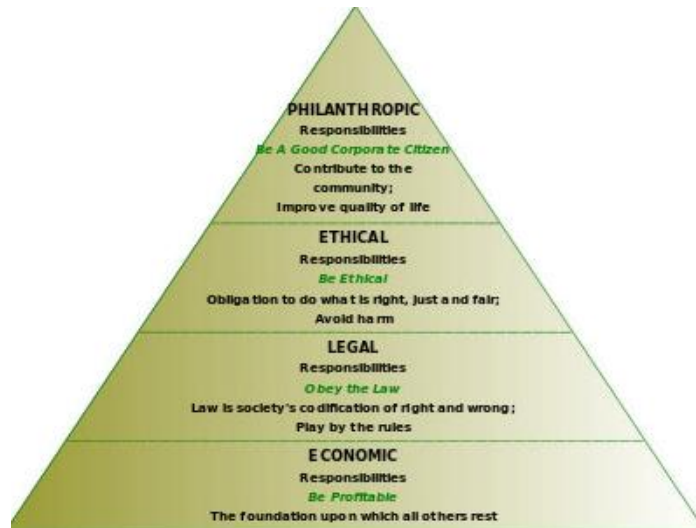 PHILANTHROPIC
Responsibilities
Be A Good Corporate Citizen
Contribute to the
community;
Improve quality of life
ETHICAL
Responsibilities
Be Ethical
Obligation to do what is right, just and fair;
Avoid harm
LEGAL
Responsibilities
Obey the Law
Law is society's codification of right and wrong;
Play by the rules
ECONOMIC
Responsibilities
Be Profitable
The foundation upon which all others rest